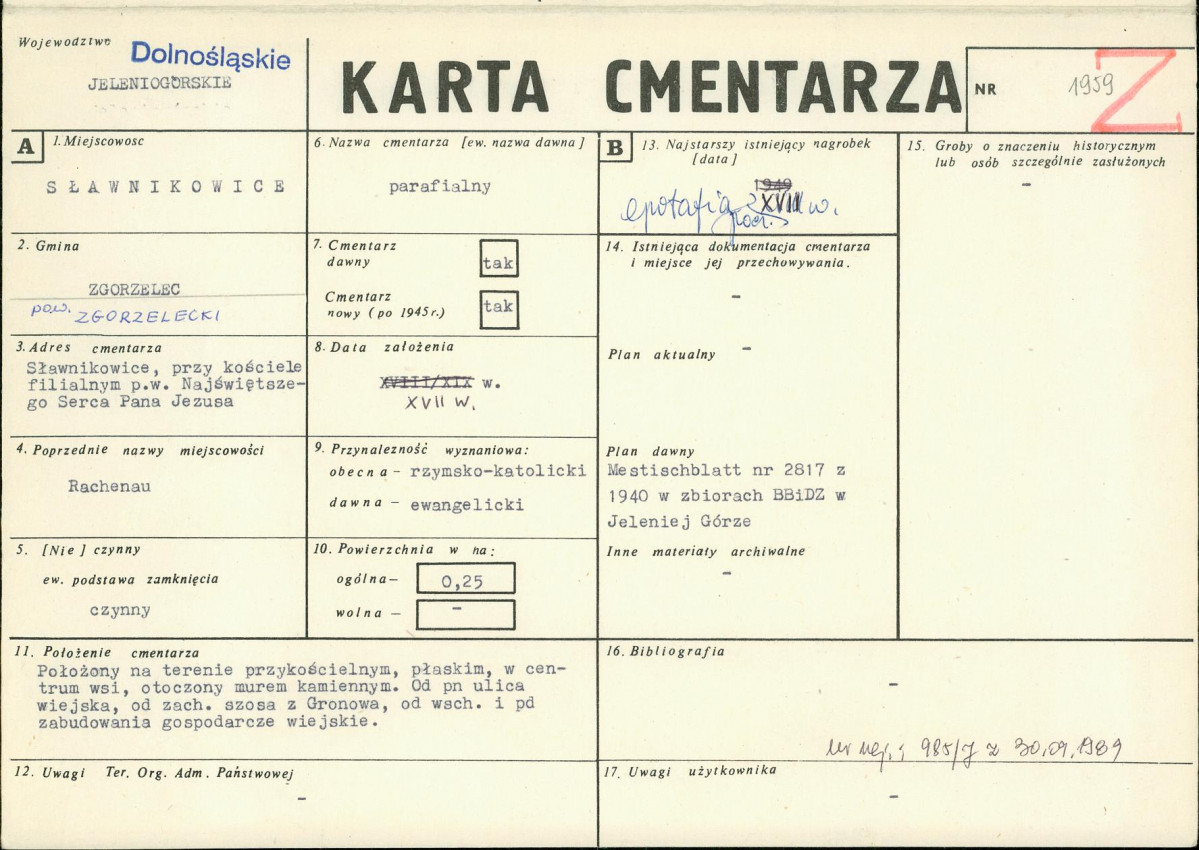 Województwo
Dolnośląskie
JELENIOGÓRSKIE
KARTA CMENTARZA
NR
1959
Z
A
1. Miejscowosc
SŁAWNIKOWICE
2. Gmina
ZGORZELEC
pow. ZGORZELECKI
3. Adres cmentarza
Sławnikowice, przy kościele
filialnym p.w. Najświętsze-
go Serca Pana Jezusa
4. Poprzednie nazwy miejscowości
Rachenau
5. [Nie] czynny
ew. podstawa zamknięcia
czynny
6. Nazwa cmentarza [ew. nazwa dawna]
parafialny
7. Cmentarz
dawny
tak
Cmentarz
nowy (po 1945 r.)
tak
8. Data założenia
XVIII/XIX w.
XVII W.
9. Przynalezność wyznaniowa:
obecna - rzymsko-katolicki
dawna - ewangelicki
10. Powierzchnia w ha:
ogólna - 0,25
wolna - -
B
13. Najstarszy istniejący nagrobek
[data]
1940
XVII w.
14. Istniejąca dokumentacja cmentarza
i miejsce jej przechowywania.
-
Plan aktualny -
Plan dawny
Mestischblatt nr 2817 z
1940 w zbiorach BBiDZ w
Jeleniej Górze
Inne materiały archiwalne
-
15. Groby o znaczeniu historycznym
lub osób szczególnie zasłużonych
-
11. Położenie cmentarza
Położony na terenie przykościelnym, płaskim, w cen-
trum wsi, otoczony murem kamiennym. Od pn ulica
wiejska, od zach. szosa z Gronowa, od wsch. i pd
zabudowania gospodarcze wiejskie.
12. Uwagi Ter. Org. Adm. Państwowej
-
16. Bibliografia
-
nr rej.; 985/J z 30.09.1989
17. Uwagi użytkownika
-